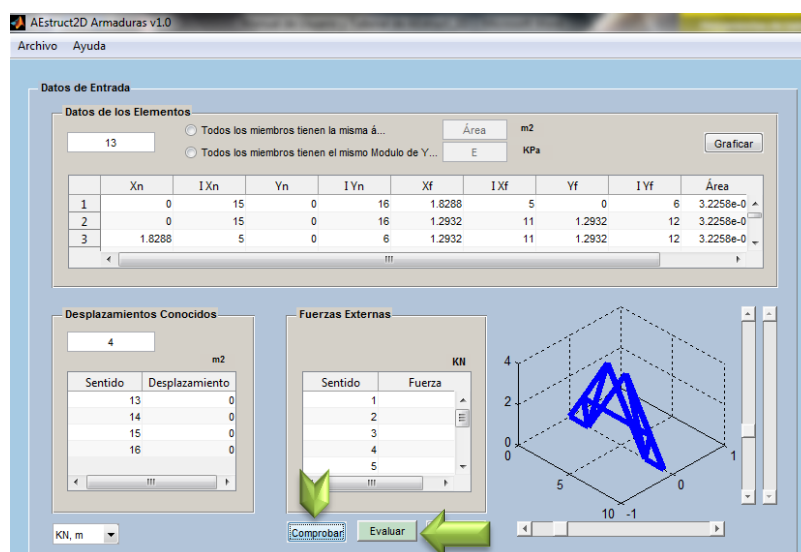 AEstruct2D Armaduras v1.0
Archivo Ayuda
Datos de Entrada
Datos de los Elementos
13
Todos los miembros tienen la misma á... Área m2
Todos los miembros tienen el mismo Modulo de Y... E KPa
Graficar
Xn I Xn Yn I Yn Xf I Xf Yf I Yf Área
1 0 15 0 16 1.8288 5 0 6 3.2258e-0
2 0 15 0 16 1.2932 11 1.2932 12 3.2258e-0
3 1.8288 5 0 6 1.2932 11 1.2932 12 3.2258e-0
Desplazamientos Conocidos
4
m2
Sentido Desplazamiento
13 0
14 0
15 0
16 0
Fuerzas Externas
KN
Sentido Fuerza
1
2
3
4
5
4
2
0
0
5
10
-1
0
1
KN, m
Comprobar
Evaluar